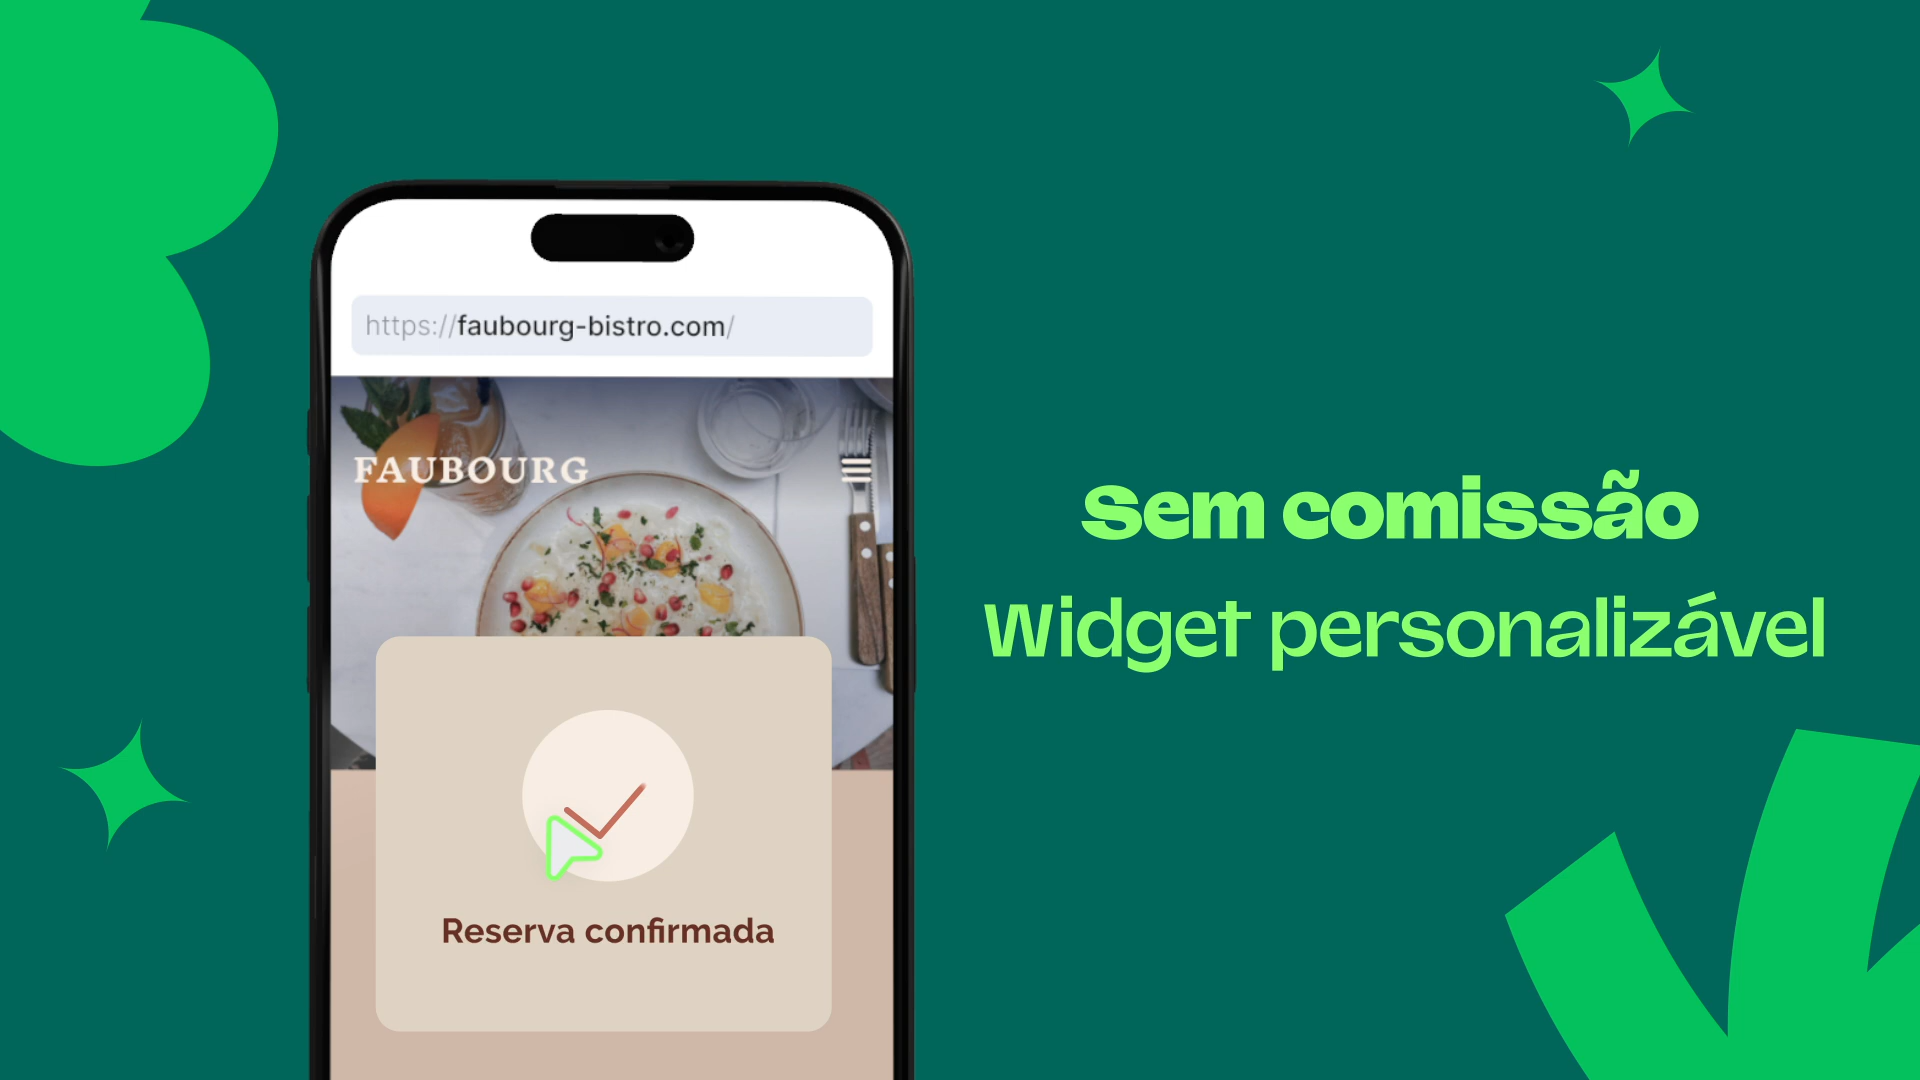 https://faubourg-bistro.com/
FAUBOURG
Reserva confirmada
Sem comissão
Widget personalizável